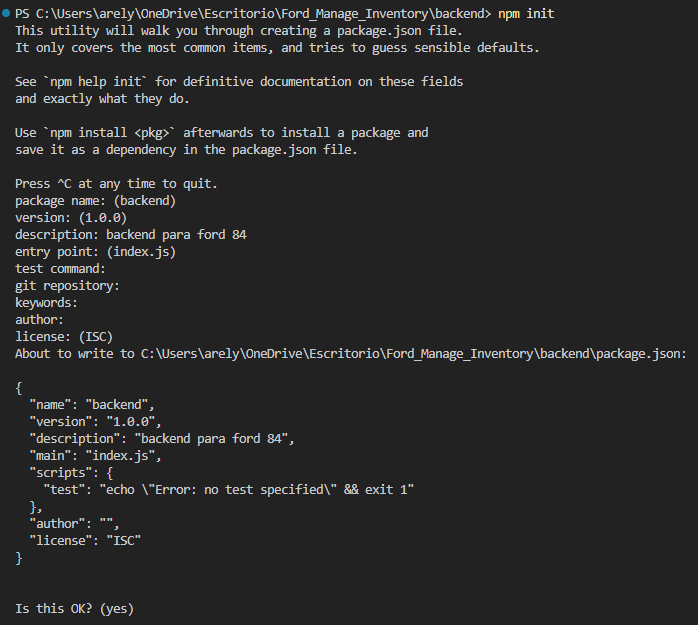 PS C:\Users\arely\OneDrive\Escritorio\Ford_Manage_Inventory\backend> npm init
This utility will walk you through creating a package.json file.
It only covers the most common items, and tries to guess sensible defaults.
See `npm help init` for definitive documentation on these fields
and exactly what they do.
Use `npm install <pkg>` afterwards to install a package and
save it as a dependency in the package.json file.
Press ^C at any time to quit.
package name: (backend)
version: (1.0.0)
description: backend para ford 84
entry point: (index.js)
test command:
git repository:
keywords:
author:
license: (ISC)
About to write to C:\Users\arely\OneDrive\Escritorio\Ford_Manage_Inventory\backend\package.json:
{
  "name": "backend",
  "version": "1.0.0",
  "description": "backend para ford 84",
  "main": "index.js",
  "scripts": {
    "test": "echo \"Error: no test specified\" && exit 1"
  },
  "author": "",
  "license": "ISC"
}
Is this OK? (yes)